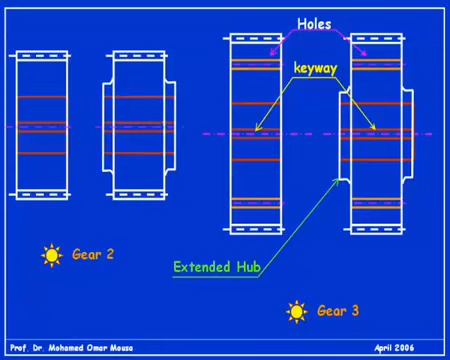 Holes
keyway
Gear 2
Extended Hub
Gear 3
Prof. Dr. Mohamed Omar Mousa
April 2006